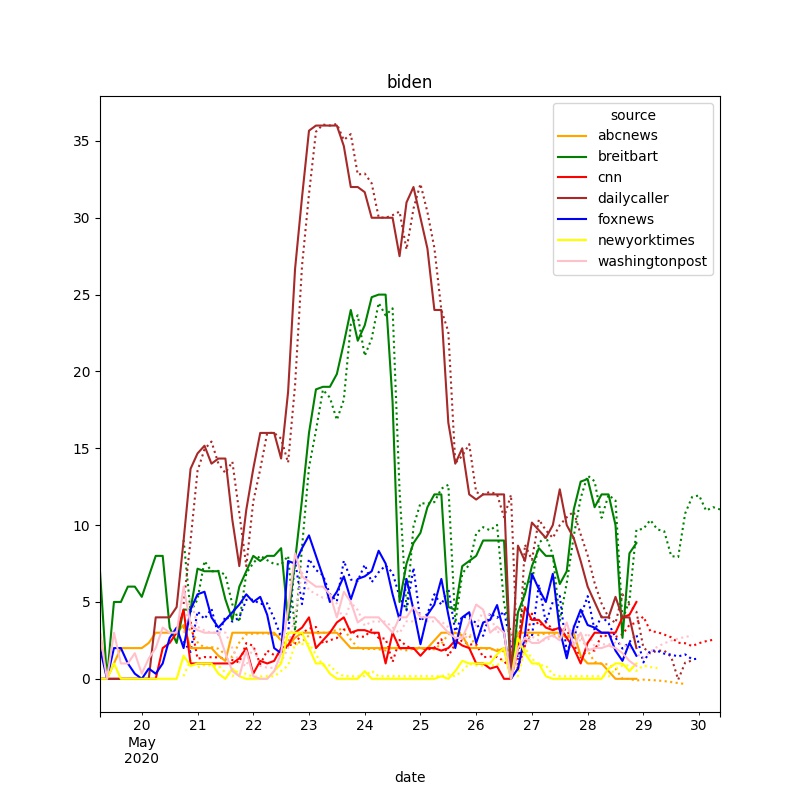 biden
source
abcnews
breitbart
cnn
dailycaller
foxnews
newyorktimes
washingtonpost
35
30
25
20
15
10
5
0
20 21 22 23 24 25 26 27 28 29 30
May
2020
date